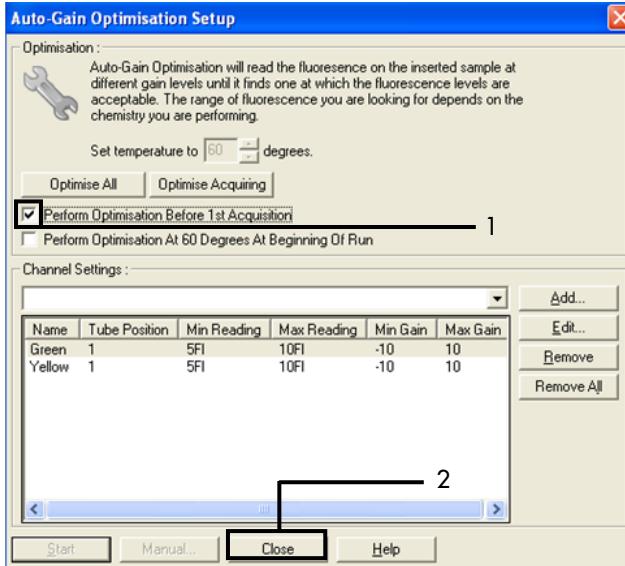 Auto-Gain Optimisation Setup
Optimisation :
Auto-Gain Optimisation will read the fluoresence on the inserted sample at
different gain levels until it finds one at which the fluorescence levels are
acceptable. The range of fluorescence you are looking for depends on the
chemistry you are performing.
Set temperature to 60 degrees.
Optimise All Optimise Acquiring
Perform Optimisation Before 1st Acquisition 1
Perform Optimisation At 60 Degrees At Beginning Of Run
Channel Settings :
Add...
Name Tube Position Min Reading Max Reading Min Gain Max Gain Edit...
Green 1 5Fl 10Fl -10 10
Yellow 1 5Fl 10Fl -10 10
Remove
Remove All
2
Start Manual... Close Help